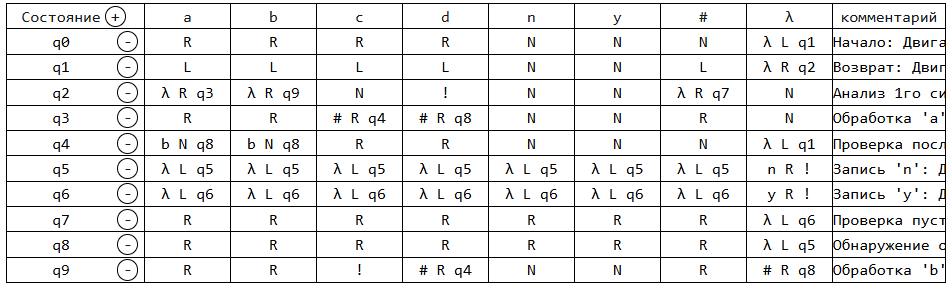 Состояние + a b c d n y # λ комментарий
q0 - R R R R N N N λ L q1 Начало: Двига
q1 - L L L L N N L λ R q2 Возврат: Двиг
q2 - λ R q3 λ R q9 N ! N N # R q7 N Анализ 1го си
q3 - R R # R q4 # R q8 N N R N Обработка 'a'
q4 - b N q8 b N q8 R R N N N λ L q1 Проверка посл
q5 - λ L q5 λ L q5 λ L q5 λ L q5 λ L q5 λ L q5 λ L q5 n R ! Запись 'n': Д
q6 - λ L q6 λ L q6 λ L q6 λ L q6 λ L q6 λ L q6 λ L q6 y R ! Запись 'y': Д
q7 - R R R R R R R λ L q6 Проверка пуст
q8 - R R R R R R R λ L q5 Обнаружение о
q9 - R R ! # R q4 N N R # R q8 Обработка 'b'